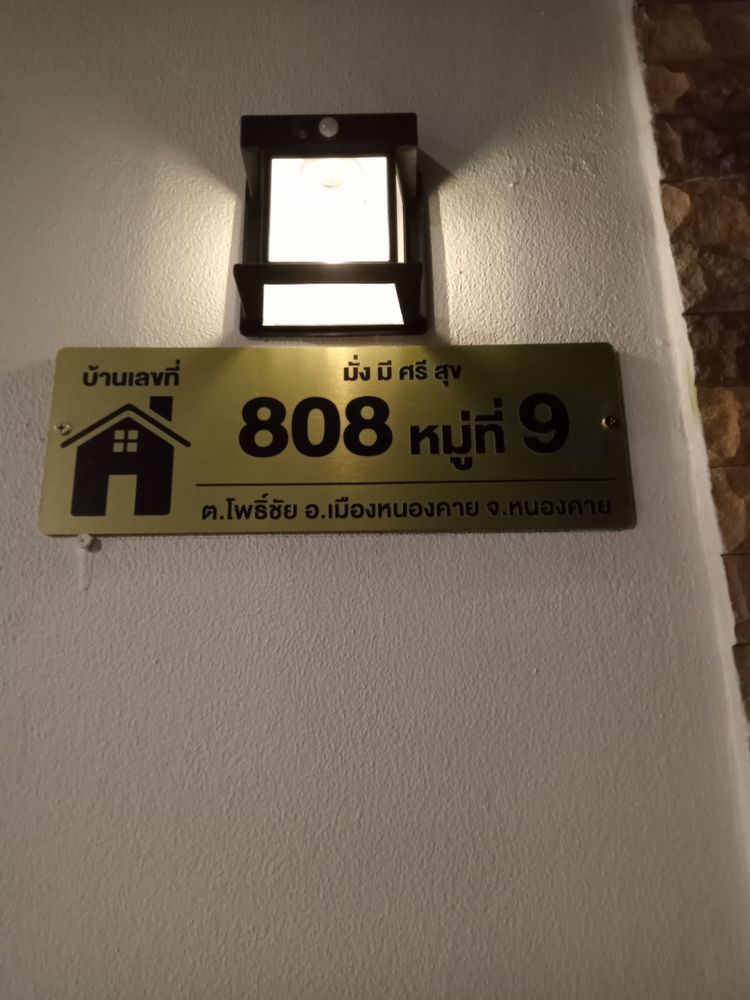 บ้านเลขที่
มั่ง มี ศรี สุข
808 หมู่ที่ 9
ต.โพธิ์ชัย อ.เมืองหนองคาย จ.หนองคาย